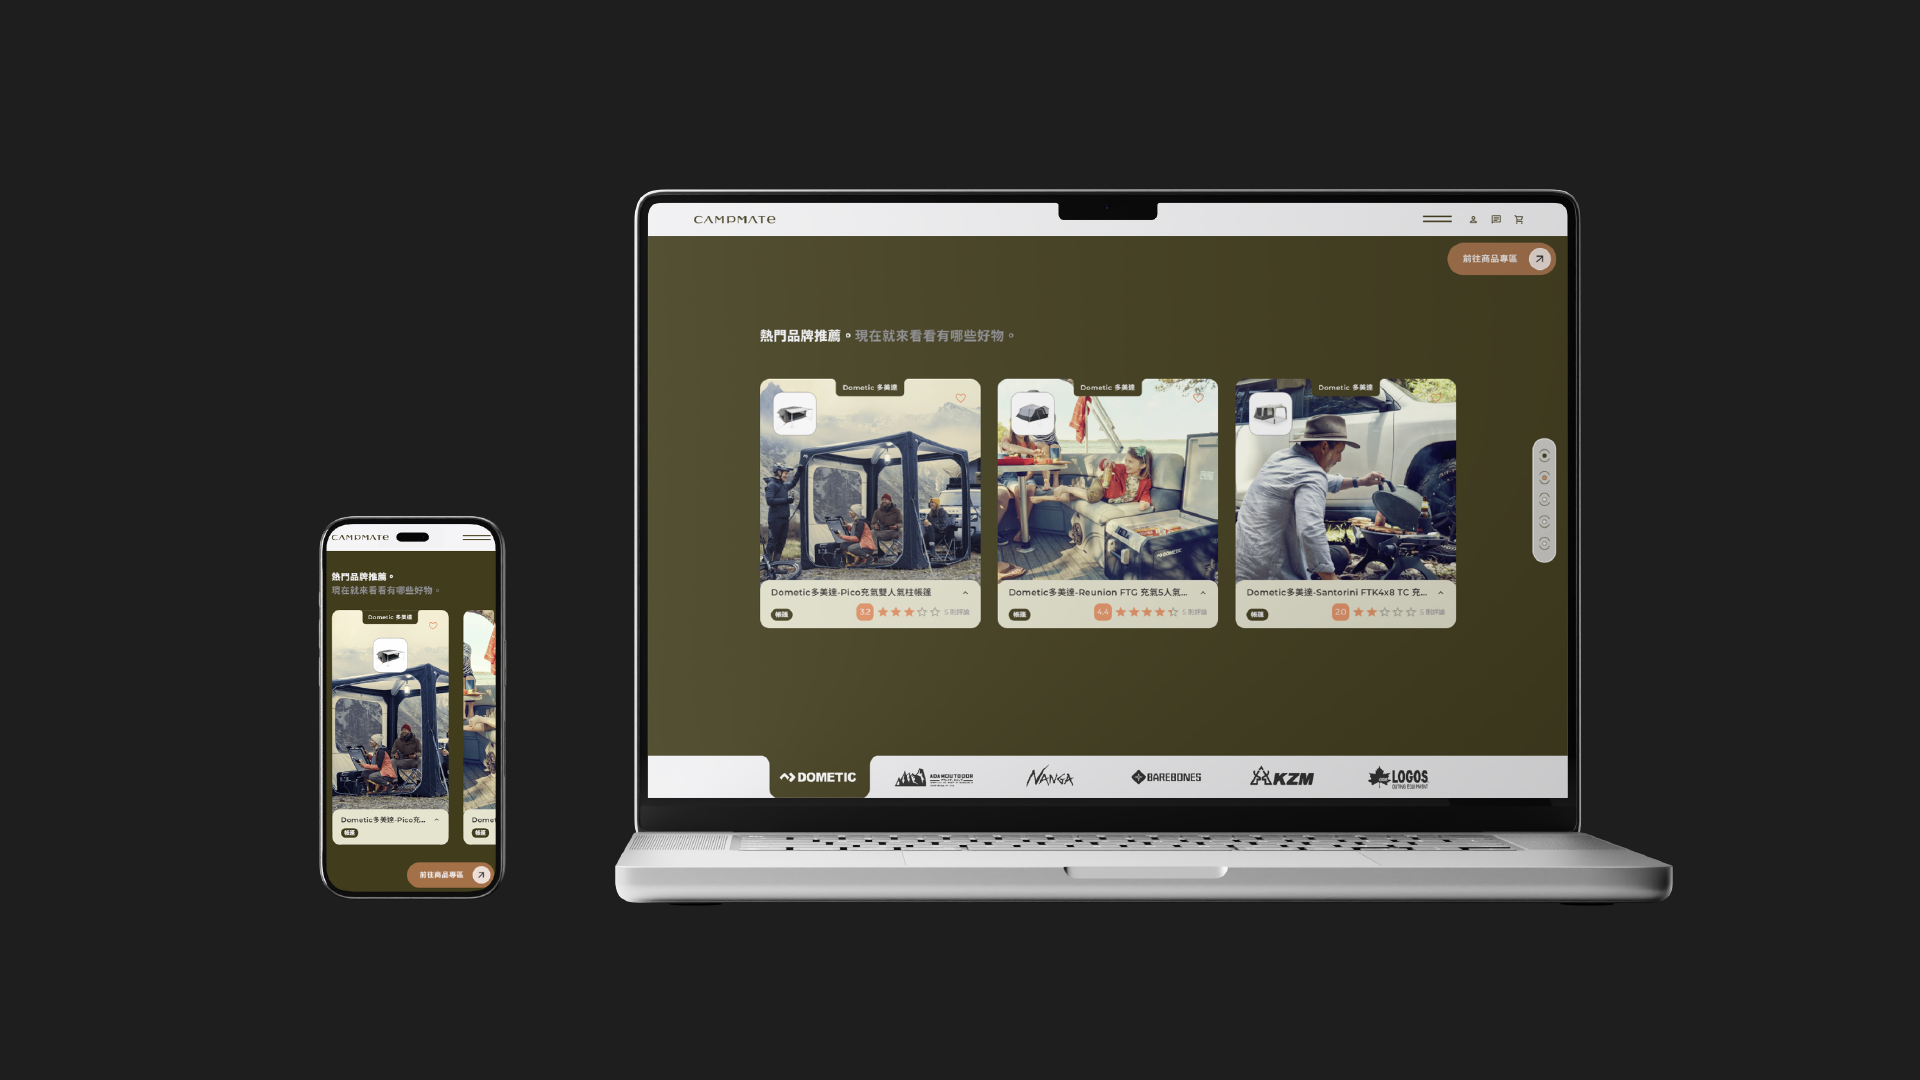 CAMPMATE
前往商品專區
熱門品牌推薦。現在就來看看有哪些好物。
Dometic 多美達
Dometic多美達-Pico充氣雙人氣柱帳篷
帳篷
3.2
5 則評論
Dometic 多美達
Dometic多美達-Reunion FTG 充氣5人氣...
帳篷
4.4
5 則評論
DOMETIC
Dometic 多美達
Dometic多美達-Santorini FTK4x8 TC 充...
帳篷
2.0
5 則評論
DOMETIC
NANGA
BAREBONES
KZM
LOGOS
CAMPMATE
熱門品牌推薦。
現在就來看看有哪些好物。
Dometic 多美達
Dometic多美達-Pico充...
帳篷
Domet
帳篷
前往商品專區